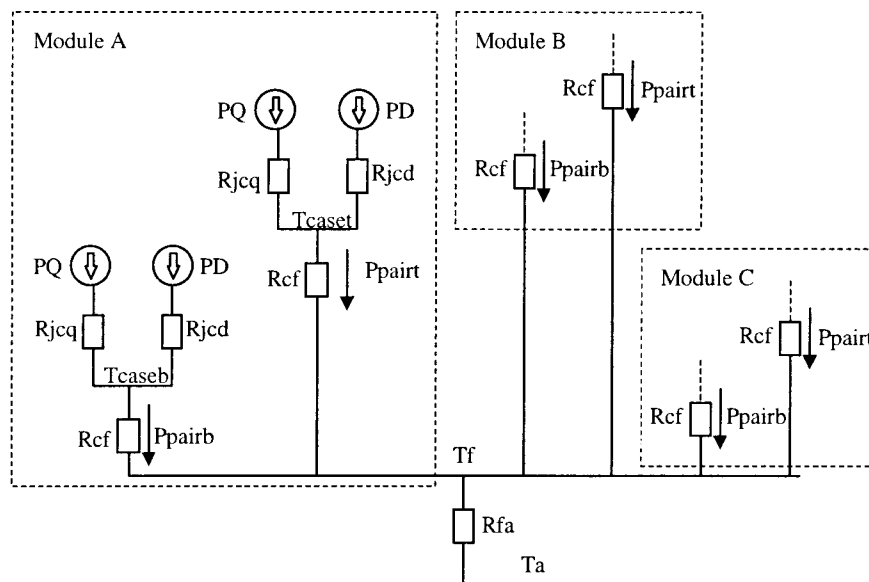 Module A
PQ
PD
Rjcq
Rjcd
Tcaset
Rcf
Ppairt
PQ
PD
Rjcq
Rjcd
Tcaseb
Rcf
Ppairb
Module B
Rcf
Ppairt
Rcf
Ppairb
Module C
Rcf
Ppairt
Rcf
Ppairb
Tf
Rfa
Ta